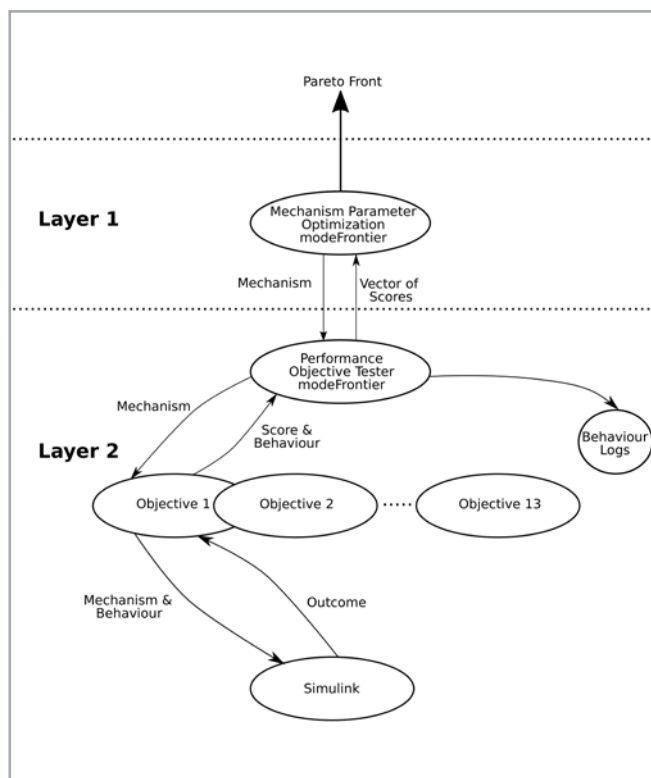 Pareto Front
Layer 1
Mechanism Parameter
Optimization
modeFrontier
Mechanism
Vector of
Scores
Performance
Objective Tester
modeFrontier
Mechanism
Score &
Behaviour
Layer 2
Behaviour
Logs
Objective 1
Objective 2
Objective 13
Mechanism &
Behaviour
Outcome
Simulink